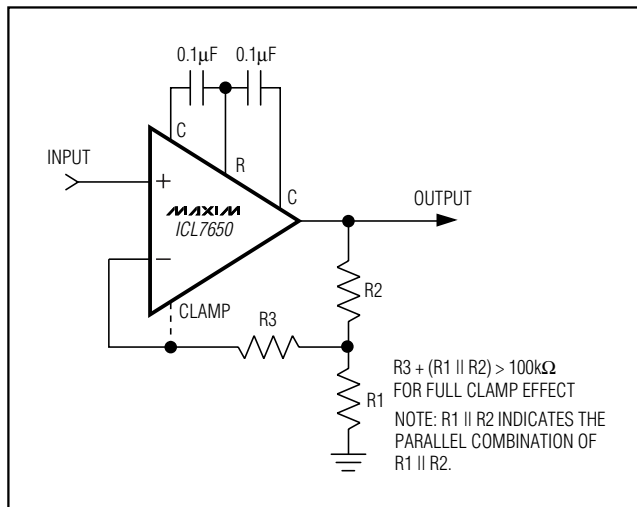 0.1µF 0.1µF
C
R
C
INPUT
+
MAXIM
ICL7650
OUTPUT
−
CLAMP
R2
R3
R1
R3 + (R1 || R2) > 100kΩ
FOR FULL CLAMP EFFECT
NOTE: R1 || R2 INDICATES THE
PARALLEL COMBINATION OF
R1 || R2.